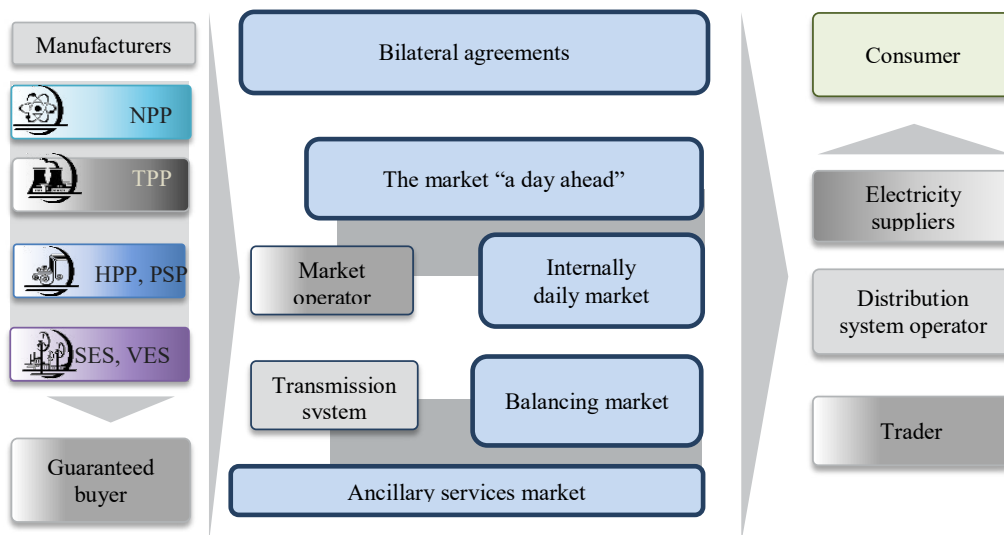 Manufacturers
NPP
TPP
HPP, PSP
SES, VES
Guaranteed
buyer
Bilateral agreements
The market “a day ahead”
Market
operator
Internally
daily market
Transmission
system
Balancing market
Ancillary services market
Consumer
Electricity
suppliers
Distribution
system operator
Trader